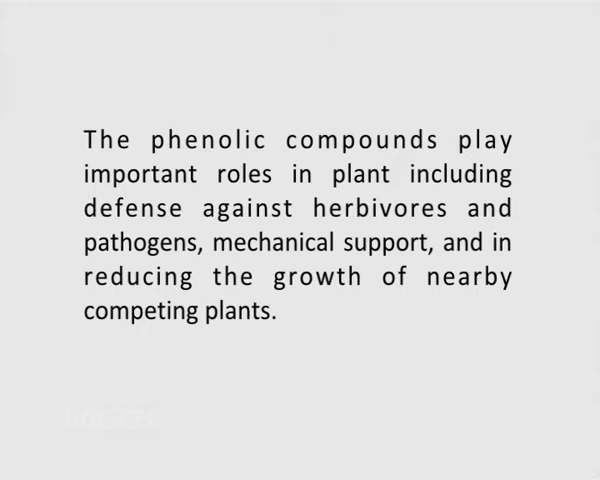 The phenolic compounds play
important roles in plant including
defense against herbivores and
pathogens, mechanical support, and in
reducing the growth of nearby
competing plants.